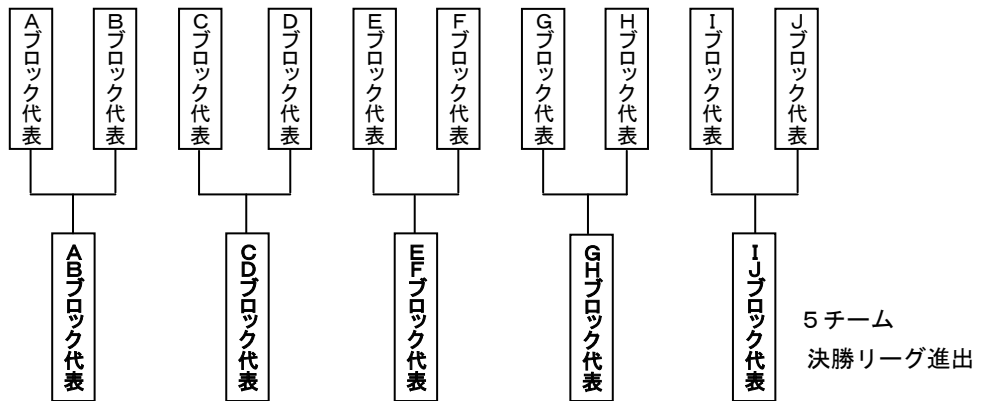 Aブロック代表
Bブロック代表
Cブロック代表
Dブロック代表
Eブロック代表
Fブロック代表
Gブロック代表
Hブロック代表
Iブロック代表
Jブロック代表
ABブロック代表
CDブロック代表
EFブロック代表
GHブロック代表
IJブロック代表
5チーム
決勝リーグ進出